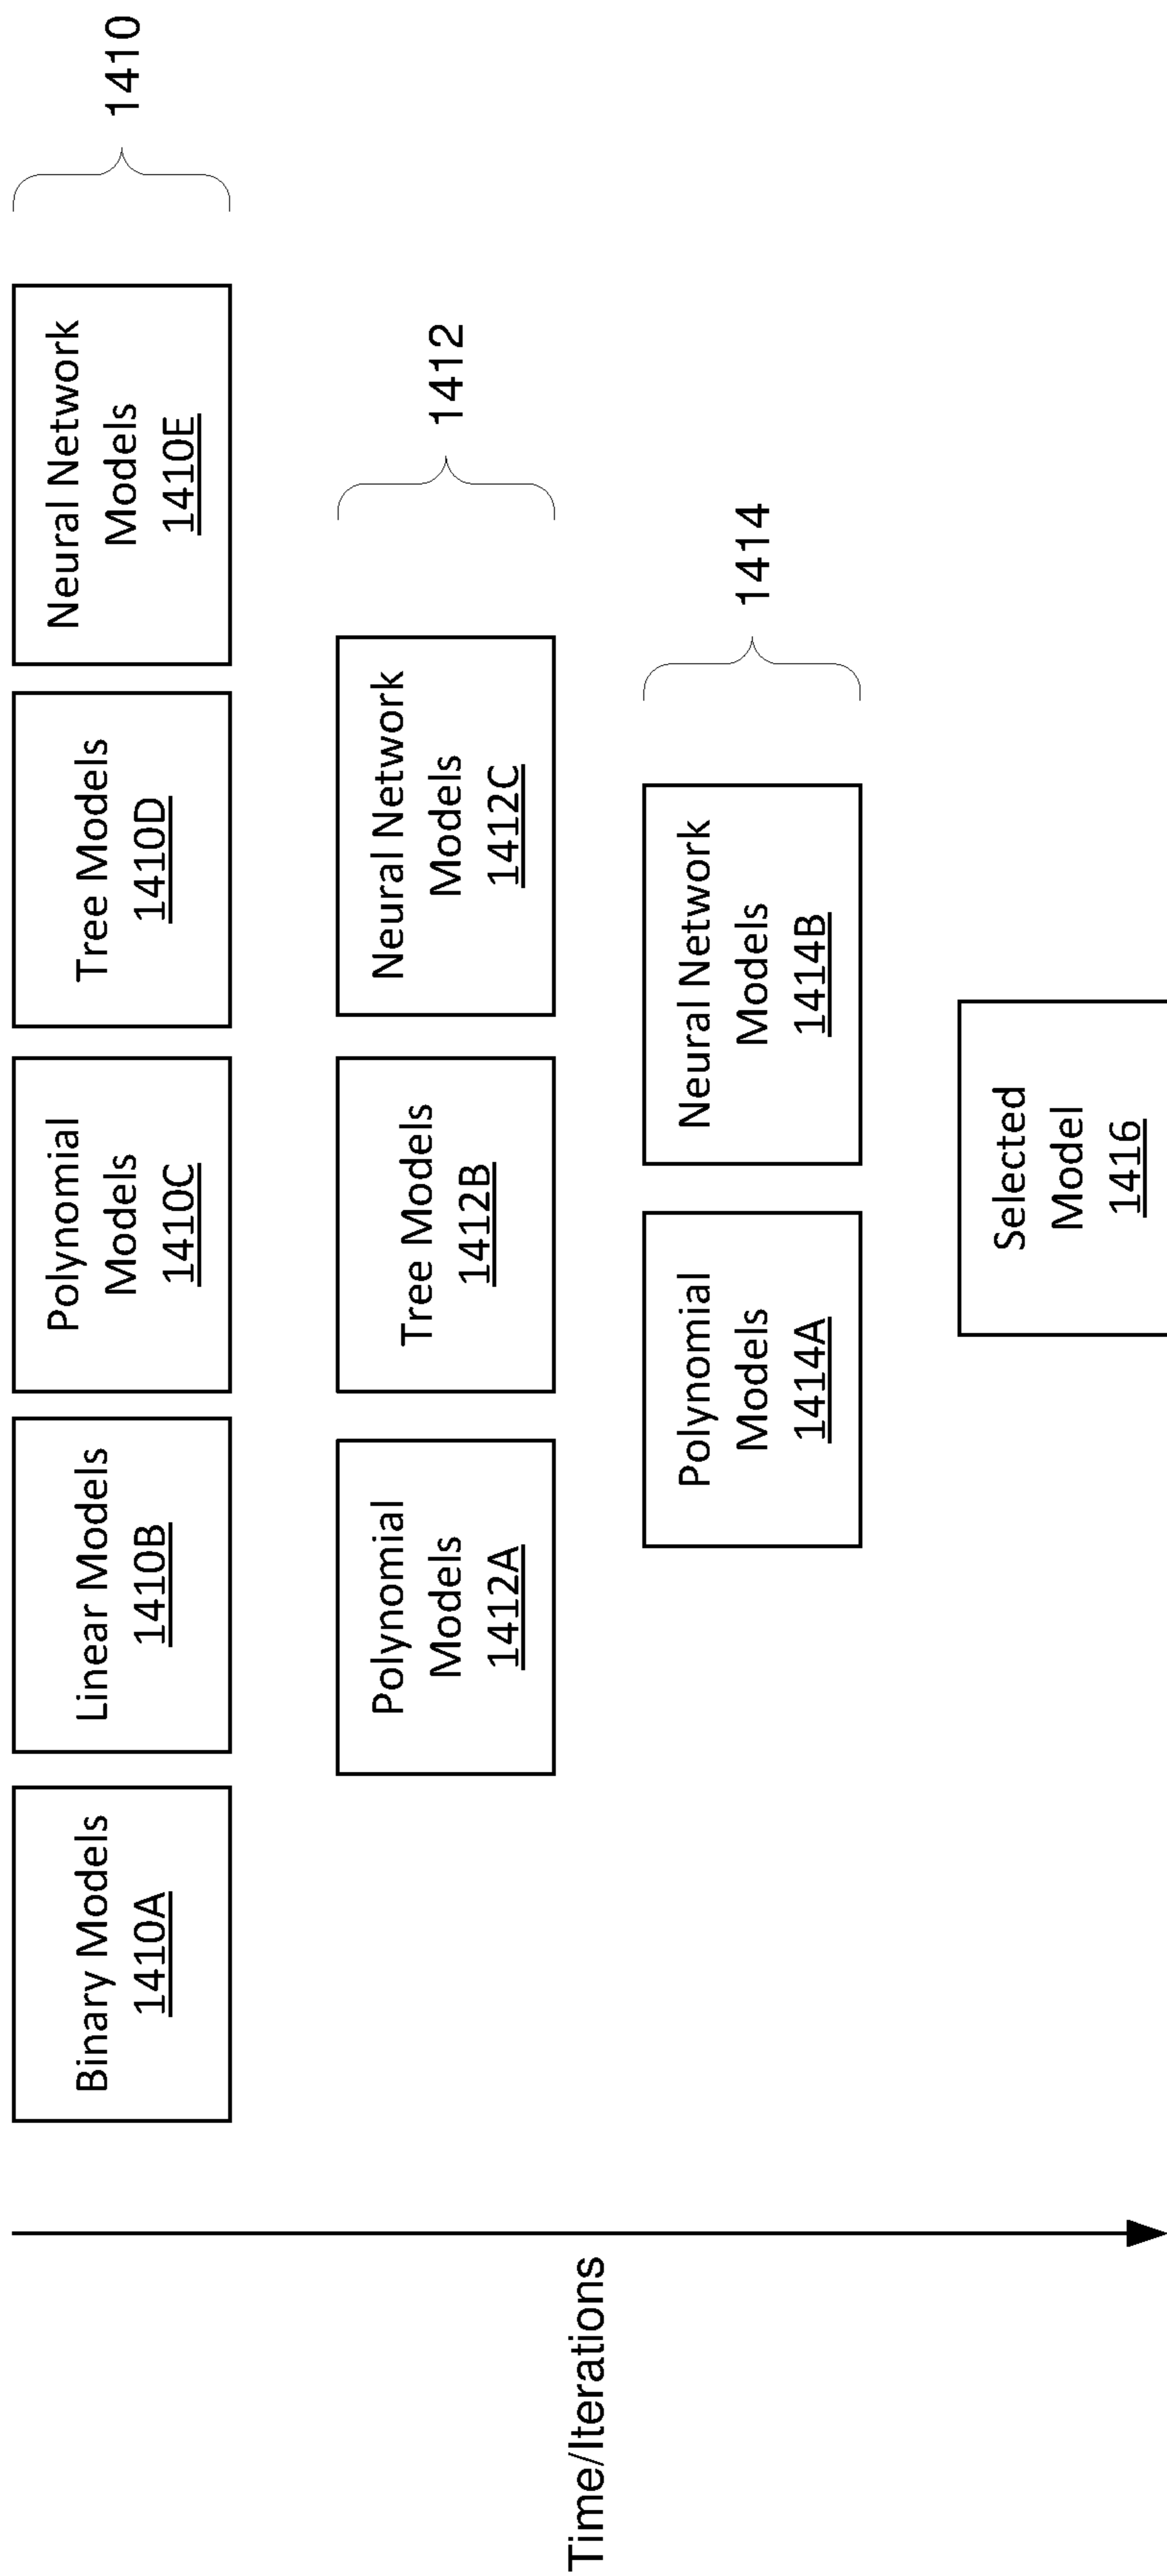 Binary Models
1410A
Linear Models
1410B
Polynomial
Models
1410C
Tree Models
1410D
Neural Network
Models
1410E
1410
Time/Iterations
Polynomial
Models
1412A
Tree Models
1412B
Neural Network
Models
1412C
1412
Polynomial
Models
1414A
Neural Network
Models
1414B
1414
Selected
Model
1416